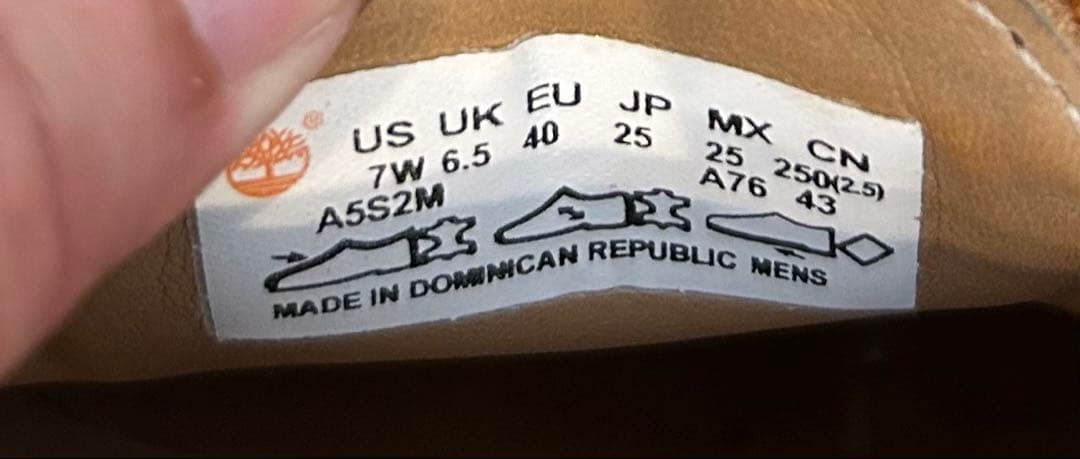 US UK EU JP MX CN
7W 6.5 40 25 25 250(2.5)
A5S2M A76 43
MADE IN DOMINICAN REPUBLIC MENS
®